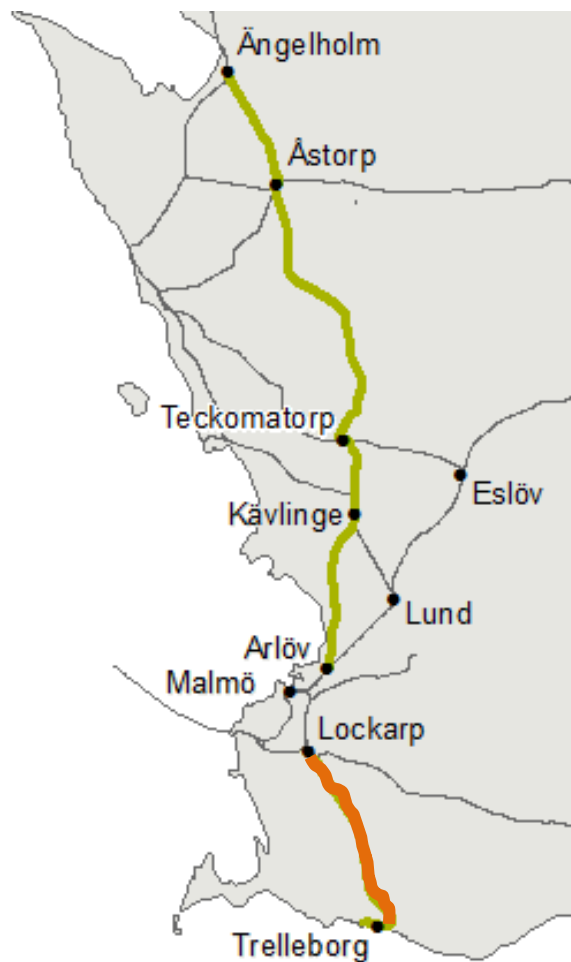 Ängelholm
Åstorp
Teckomatorp
Eslöv
Kävlinge
Lund
Arlöv
Malmö
Lockarp
Trelleborg